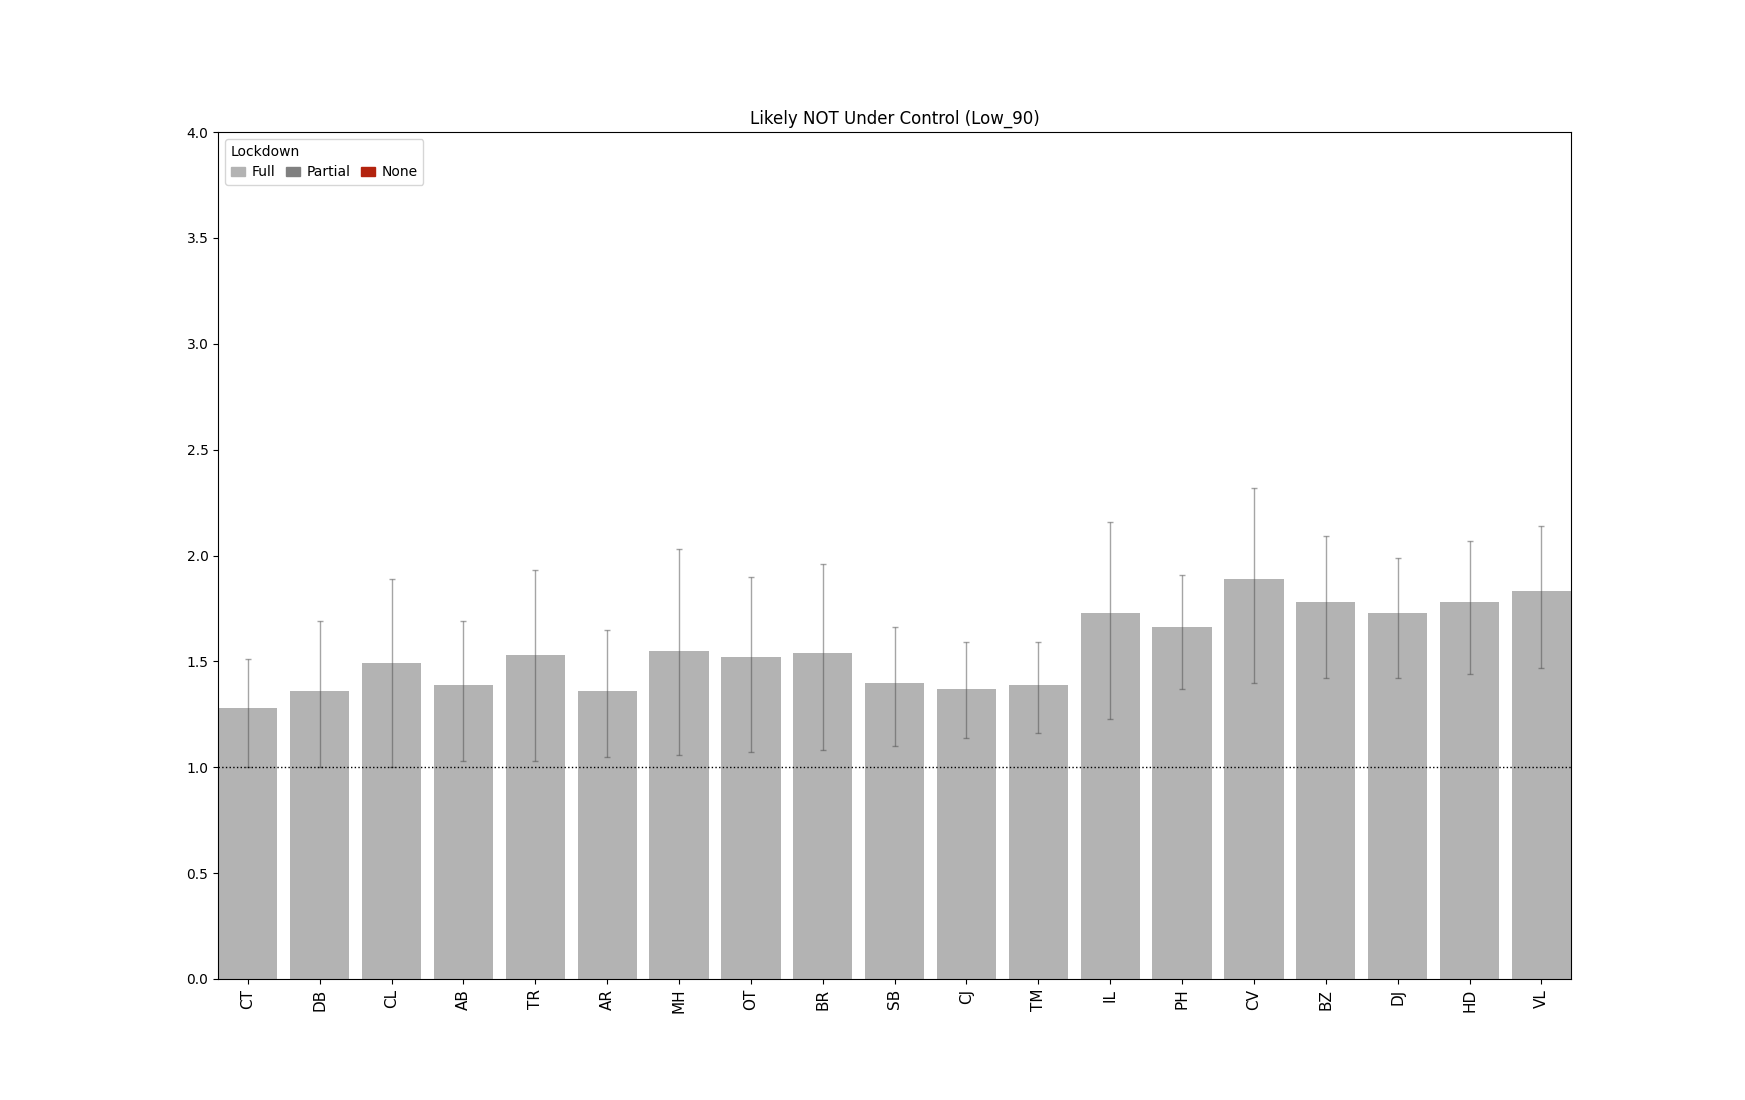 Likely NOT Under Control (Low_90)
Lockdown
Full Partial None
4.0
3.5
3.0
2.5
2.0
1.5
1.0
0.5
0.0
CT DB CL AB TR AR MH OT BR SB CJ TM IL PH CV BZ DJ HD VL